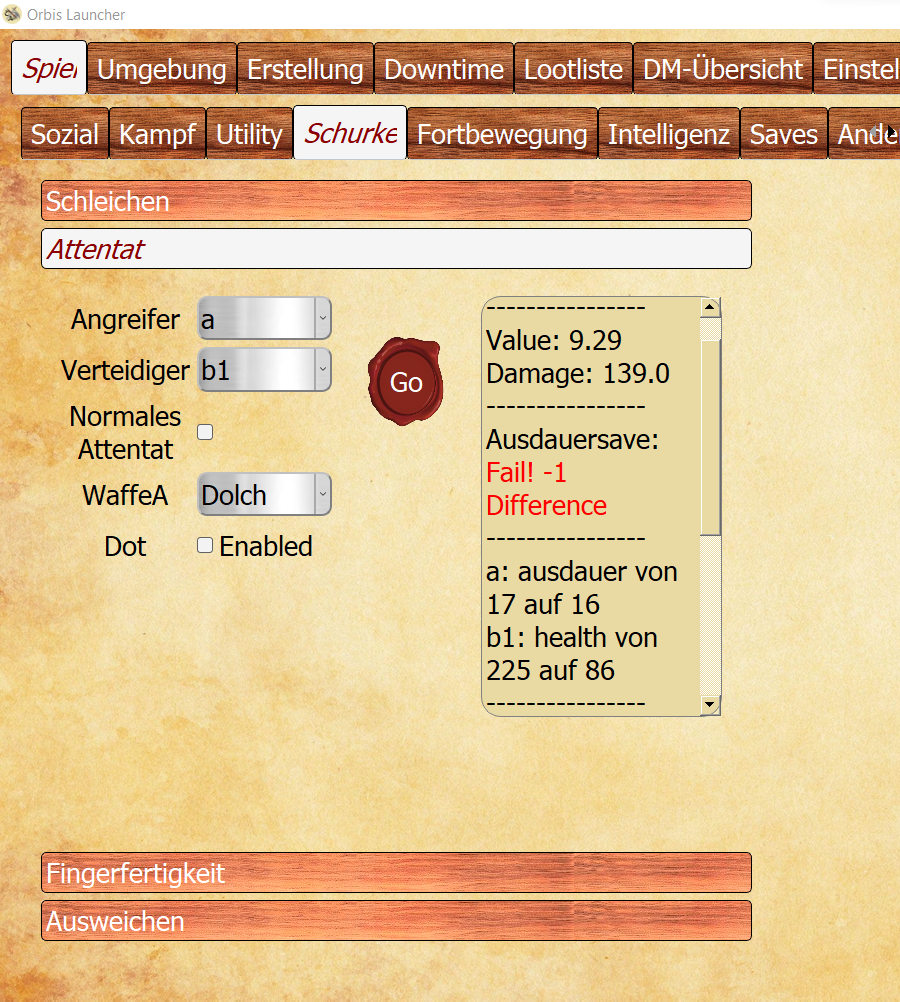 Orbis Launcher
Spiel Umgebung Erstellung Downtime Lootliste DM-Übersicht Einstel
Sozial Kampf Utility Schurke Fortbewegung Intelligenz Saves Ande
Schleichen
Attentat
Angreifer a
Verteidiger b1
Normales
Attentat
WaffeA Dolch
Dot Enabled
Go
----------------
Value: 9.29
Damage: 139.0
----------------
Ausdauersave:
Fail! -1
Difference
----------------
a: ausdauer von
17 auf 16
b1: health von
225 auf 86
----------------
Fingerfertigkeit
Ausweichen